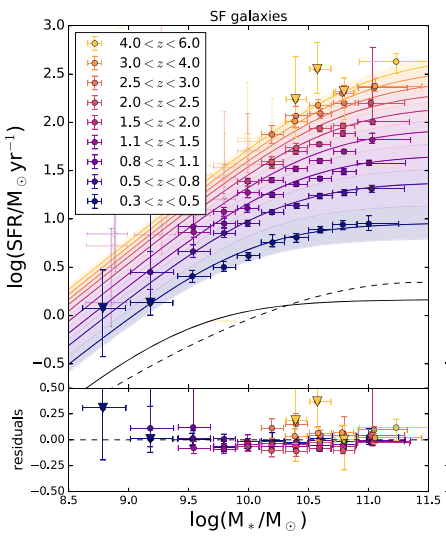 SF galaxies
4.0 < z < 6.0
3.0 < z < 4.0
2.5 < z < 3.0
2.0 < z < 2.5
1.5 < z < 2.0
1.1 < z < 1.5
0.8 < z < 1.1
0.5 < z < 0.8
0.3 < z < 0.5
log(SFR/M⊙yr⁻¹)
3.0
2.5
2.0
1.5
1.0
0.5
0.0
−0.5
residuals
0.50
0.25
0.00
−0.25
−0.50
8.5 9.0 9.5 10.0 10.5 11.0 11.5
log(M*/M⊙)